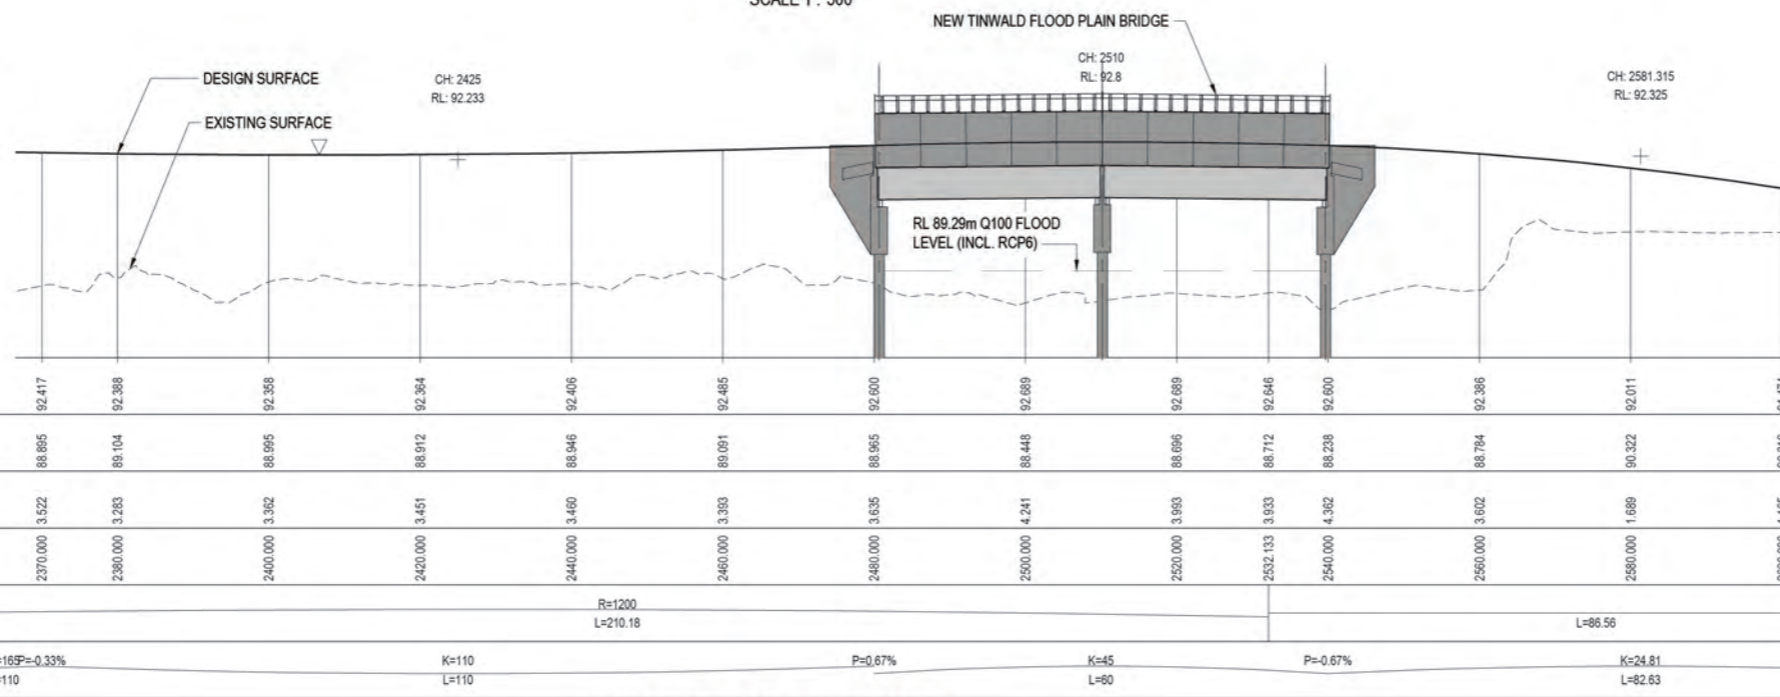 SCALE 1 : 500
NEW TINWALD FLOOD PLAIN BRIDGE
DESIGN SURFACE
CH: 2425
RL: 92.233
CH: 2510
RL: 92.8
CH: 2581.315
RL: 92.325
EXISTING SURFACE
RL 89.29m Q100 FLOOD
LEVEL (INCL. RCP6)
92.417 92.388 92.358 92.364 92.406 92.485 92.600 92.689 92.689 92.646 92.600 92.386 92.011
88.895 89.104 88.995 88.912 88.946 89.091 88.965 88.448 88.696 88.712 88.238 88.784 90.322
3.522 3.283 3.362 3.451 3.460 3.393 3.635 4.241 3.993 3.933 4.362 3.602 1.689
2370.000 2380.000 2400.000 2420.000 2440.000 2460.000 2480.000 2500.000 2520.000 2532.133 2540.000 2560.000 2580.000
R=1200
L=210.18
L=86.56
=165 P=-0.33% K=110 P=0.67% K=45 P=-0.67% K=24.81
=110 L=110 L=60 L=82.63